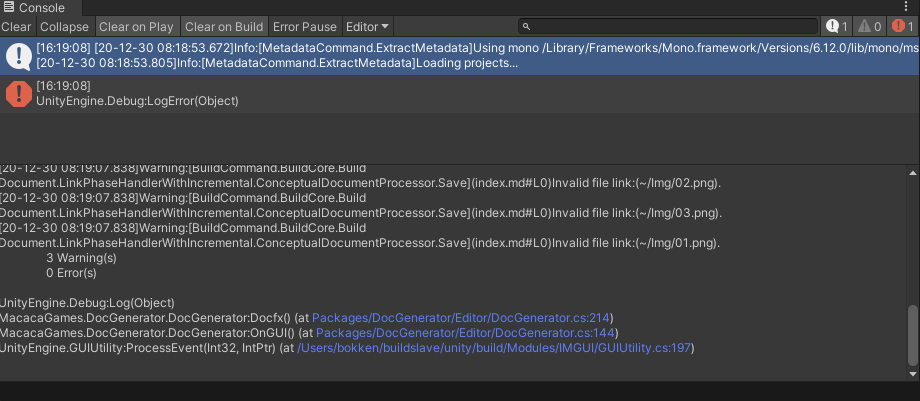 Console
Clear Collapse Clear on Play Clear on Build Error Pause Editor 1 0 1
[16:19:08] [20-12-30 08:18:53.672]Info:[MetadataCommand.ExtractMetadata]Using mono /Library/Frameworks/Mono.framework/Versions/6.12.0/lib/mono/ms
[20-12-30 08:18:53.805]Info:[MetadataCommand.ExtractMetadata]Loading projects...
[16:19:08]
UnityEngine.Debug:LogError(Object)
[20-12-30 08:19:07.838]Warning:[BuildCommand.BuildCore.Build
Document.LinkPhaseHandlerWithIncremental.ConceptualDocumentProcessor.Save](index.md#L0)Invalid file link:(~/Img/02.png).
[20-12-30 08:19:07.838]Warning:[BuildCommand.BuildCore.Build
Document.LinkPhaseHandlerWithIncremental.ConceptualDocumentProcessor.Save](index.md#L0)Invalid file link:(~/Img/03.png).
[20-12-30 08:19:07.838]Warning:[BuildCommand.BuildCore.Build
Document.LinkPhaseHandlerWithIncremental.ConceptualDocumentProcessor.Save](index.md#L0)Invalid file link:(~/Img/01.png).
3 Warning(s)
0 Error(s)
UnityEngine.Debug:Log(Object)
MacacaGames.DocGenerator.DocGenerator:Docfx() (at Packages/DocGenerator/Editor/DocGenerator.cs:214)
MacacaGames.DocGenerator.DocGenerator:OnGUI() (at Packages/DocGenerator/Editor/DocGenerator.cs:144)
UnityEngine.GUIUtility:ProcessEvent(Int32, IntPtr) (at /Users/bokken/buildslave/unity/build/Modules/IMGUI/GUIUtility.cs:197)